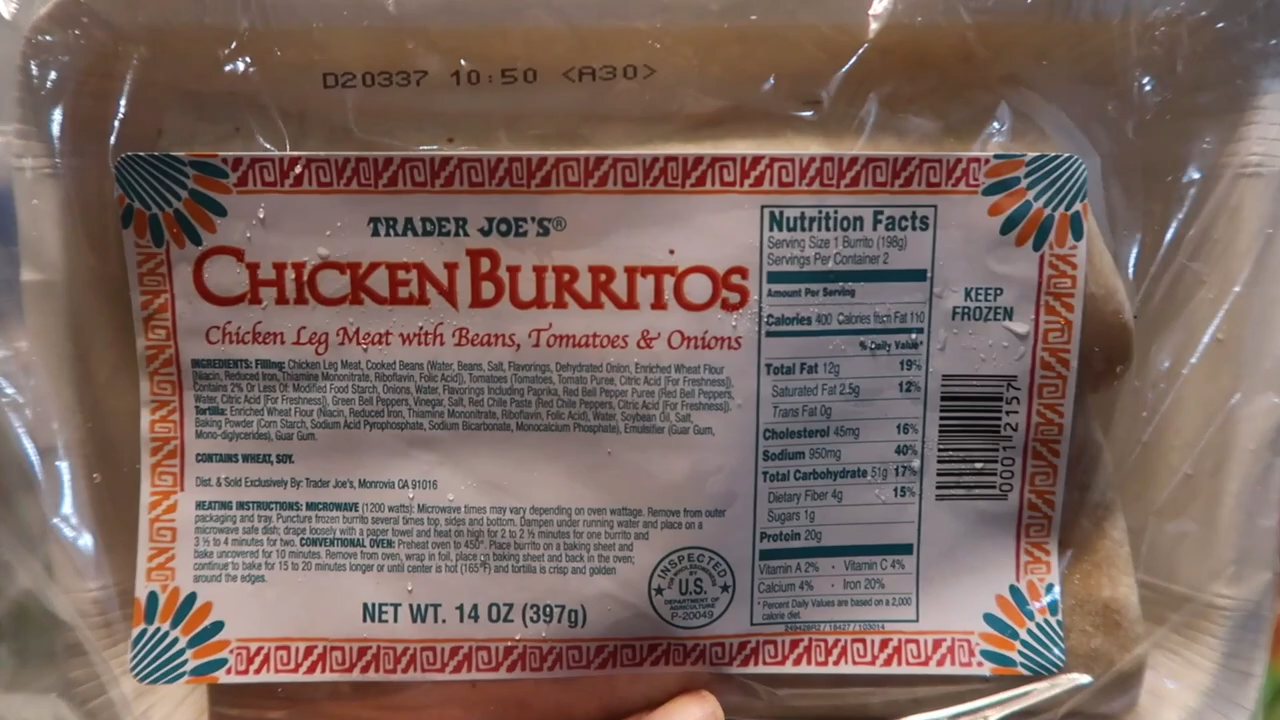 D20337 10:50 <A30>
TRADER JOE'S®
CHICKEN BURRITOS
Chicken Leg Meat with Beans, Tomatoes & Onions
INGREDIENTS: Filling: Chicken Leg Meat, Cooked Beans (Water, Beans, Salt, Flavorings, Dehydrated Onion, Enriched Wheat Flour
[Niacin, Reduced Iron, Thiamine Mononitrate, Riboflavin, Folic Acid]), Tomatoes (Tomatoes, Tomato Puree, Citric Acid [For Freshness]),
Contains 2% Or Less Of: Modified Food Starch, Onions, Water, Flavorings Including Paprika, Red Bell Pepper Puree (Red Bell Peppers,
Water, Citric Acid [For Freshness]), Green Bell Peppers, Vinegar, Salt, Red Chile Paste (Red Chile Peppers, Citric Acid [For Freshness]).
Tortilla: Enriched Wheat Flour (Niacin, Reduced Iron, Thiamine Mononitrate, Riboflavin, Folic Acid), Water, Soybean Oil, Salt,
Baking Powder (Corn Starch, Sodium Acid Pyrophosphate, Sodium Bicarbonate, Monocalcium Phosphate), Emulsifier (Guar Gum,
Mono-diglycerides), Guar Gum.
CONTAINS WHEAT, SOY.
Dist. & Sold Exclusively By: Trader Joe's, Monrovia CA 91016
HEATING INSTRUCTIONS: MICROWAVE (1200 watts): Microwave times may vary depending on oven wattage. Remove from outer
packaging and tray. Puncture frozen burrito several times top, sides and bottom. Dampen under running water and place on a
microwave safe dish; drape loosely with a paper towel and heat on high for 2 to 2 ½ minutes for one burrito and
3 ½ to 4 minutes for two. CONVENTIONAL OVEN: Preheat oven to 450°. Place burrito on a baking sheet and
bake uncovered for 10 minutes. Remove from oven, wrap in foil, place on baking sheet and back in the oven;
continue to bake for 15 to 20 minutes longer or until center is hot (165°F) and tortilla is crisp and golden
around the edges.
NET WT. 14 OZ (397g)
INSPECTED
FOR WHOLESOMENESS
BY
U.S.
DEPARTMENT OF
AGRICULTURE
P-20049
Nutrition Facts
Serving Size 1 Burrito (198g)
Servings Per Container 2
Amount Per Serving
Calories 400 Calories from Fat 110
% Daily Value*
Total Fat 12g 19%
Saturated Fat 2.5g 12%
Trans Fat 0g
Cholesterol 45mg 16%
Sodium 950mg 40%
Total Carbohydrate 51g 17%
Dietary Fiber 4g 15%
Sugars 1g
Protein 20g
Vitamin A 2% · Vitamin C 4%
Calcium 4% · Iron 20%
* Percent Daily Values are based on a 2,000
calorie diet.
KEEP
FROZEN
0001 2157